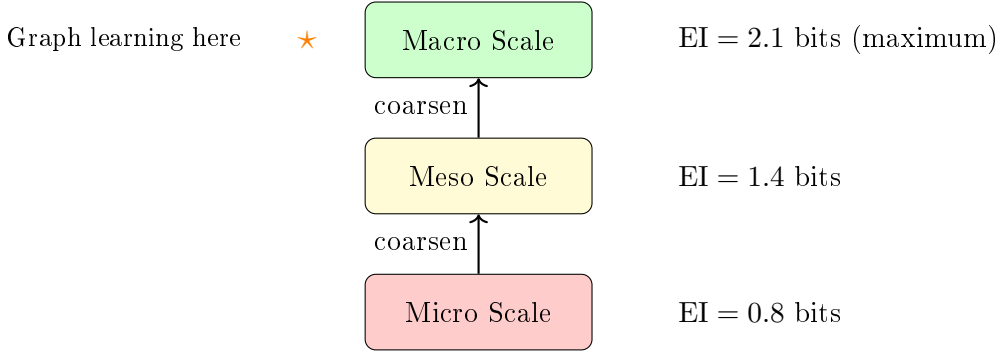 Graph learning here
Macro Scale
EI = 2.1 bits (maximum)
coarsen
Meso Scale
EI = 1.4 bits
coarsen
Micro Scale
EI = 0.8 bits